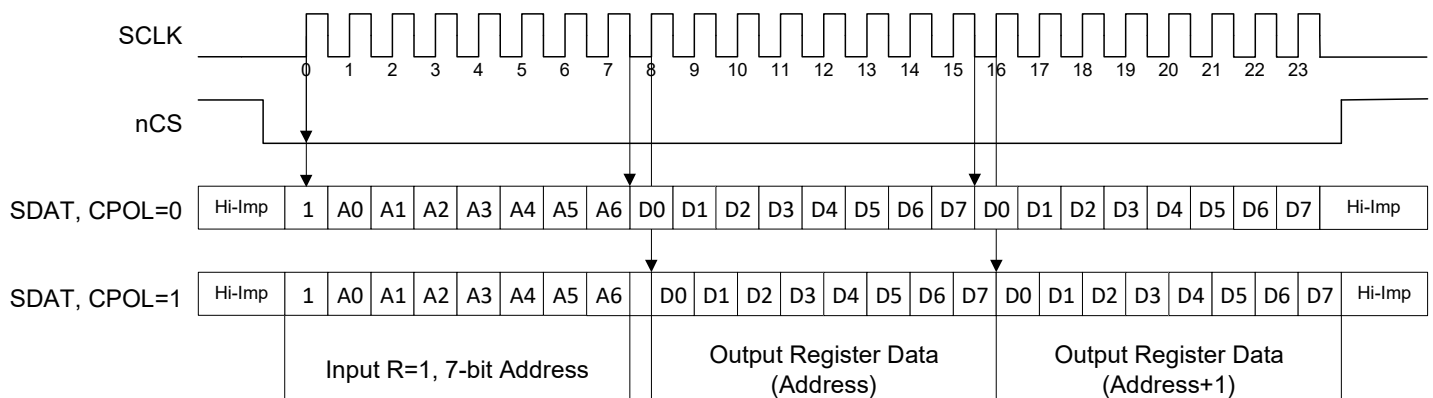 SCLK
0 1 2 3 4 5 6 7 8 9 10 11 12 13 14 15 16 17 18 19 20 21 22 23
nCS
SDAT, CPOL=0 Hi-Imp 1 A0 A1 A2 A3 A4 A5 A6 D0 D1 D2 D3 D4 D5 D6 D7 D0 D1 D2 D3 D4 D5 D6 D7 Hi-Imp
SDAT, CPOL=1 Hi-Imp 1 A0 A1 A2 A3 A4 A5 A6 D0 D1 D2 D3 D4 D5 D6 D7 D0 D1 D2 D3 D4 D5 D6 D7 Hi-Imp
Input R=1, 7-bit Address
Output Register Data
(Address)
Output Register Data
(Address+1)